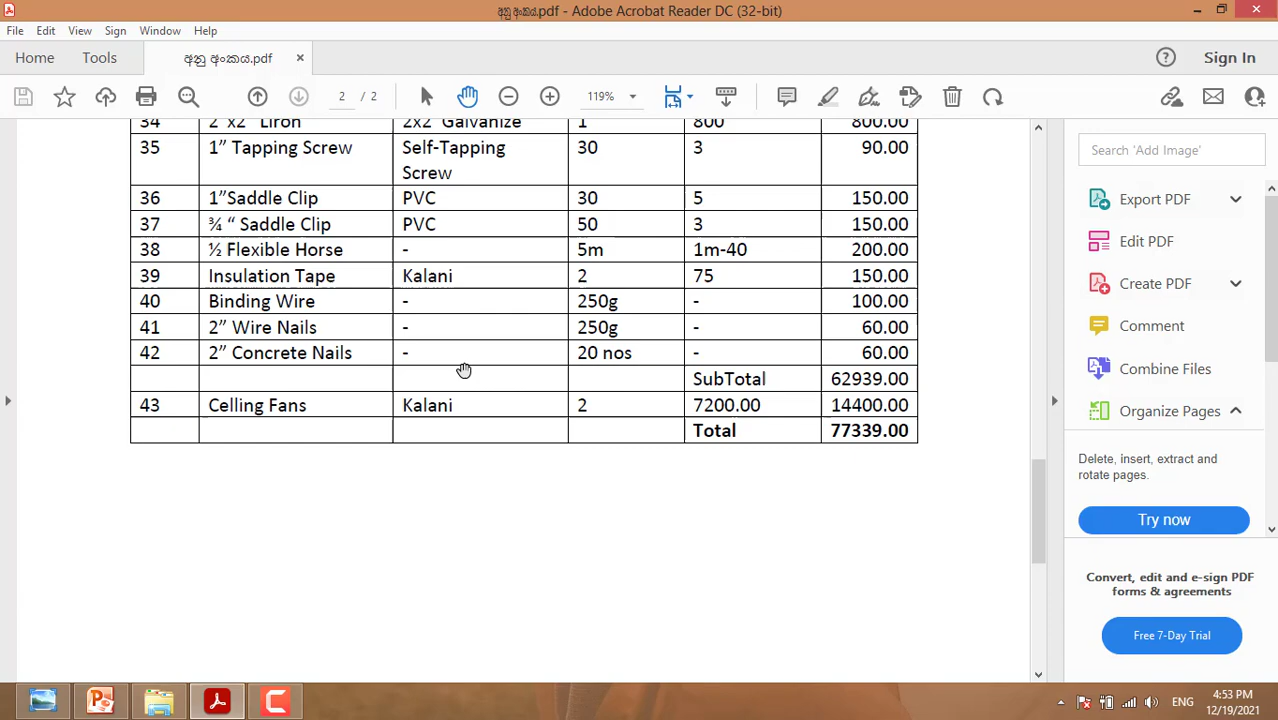 අනු අංකය.pdf - Adobe Acrobat Reader DC (32-bit)
File Edit View Sign Window Help
Home Tools අනු අංකය.pdf × Sign In
2 / 2 119%
34 2"x2" Liron 2x2" Galvanize 1 800 800.00
35 1” Tapping Screw Self-Tapping 30 3 90.00
Screw
36 1”Saddle Clip PVC 30 5 150.00
37 ¾ “ Saddle Clip PVC 50 3 150.00
38 ½ Flexible Horse - 5m 1m-40 200.00
39 Insulation Tape Kalani 2 75 150.00
40 Binding Wire - 250g - 100.00
41 2” Wire Nails - 250g - 60.00
42 2” Concrete Nails - 20 nos - 60.00
SubTotal 62939.00
43 Celling Fans Kalani 2 7200.00 14400.00
Total 77339.00
Search 'Add Image'
Export PDF
Edit PDF
Create PDF
Comment
Combine Files
Organize Pages
Delete, insert, extract and
rotate pages.
Try now
Convert, edit and e-sign PDF
forms & agreements
Free 7-Day Trial
ENG
4:53 PM
12/19/2021